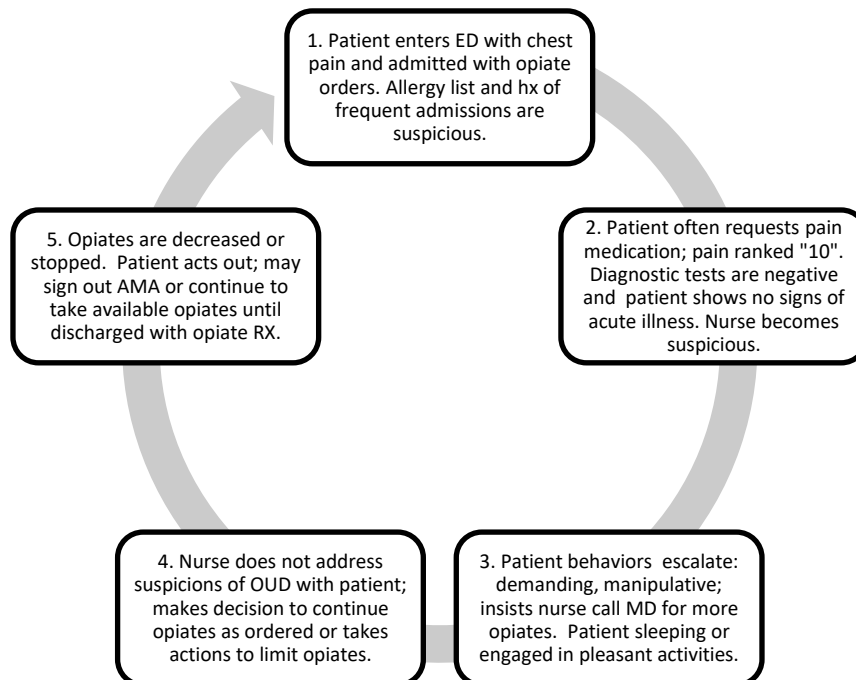 1. Patient enters ED with chest
pain and admitted with opiate
orders. Allergy list and hx of
frequent admissions are
suspicious.
2. Patient often requests pain
medication; pain ranked "10".
Diagnostic tests are negative
and  patient shows no signs of
acute illness. Nurse becomes
suspicious.
3. Patient behaviors  escalate:
demanding, manipulative;
insists nurse call MD for more
opiates.  Patient sleeping or
engaged in pleasant activities.
4. Nurse does not address
suspicions of OUD with patient;
makes decision to continue
opiates as ordered or takes
actions to limit opiates.
5. Opiates are decreased or
stopped.  Patient acts out; may
sign out AMA or continue to
take available opiates until
discharged with opiate RX.